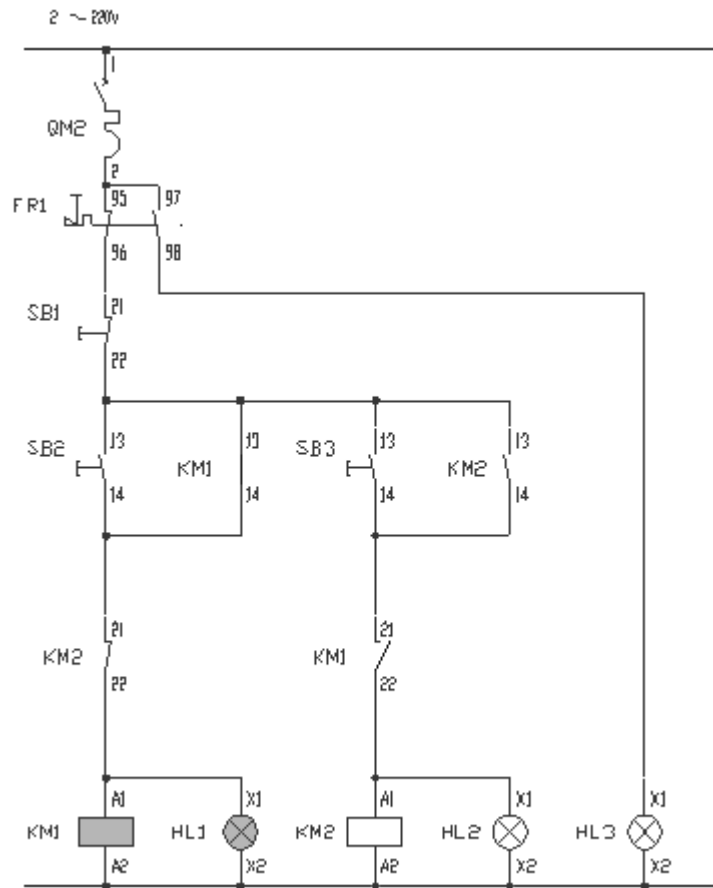 2 ~ 220v
1
QM2
2
95 97
FR1
96 98
21
SB1
22
13 13 13 13
SB2 KM1 SB3 KM2
14 14 14 14
21 21
KM2 KM1
22 22
A1 X1 A1 X1 X1
KM1 HL1 KM2 HL2 HL3
A2 X2 A2 X2 X2